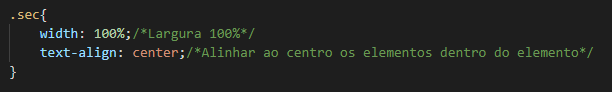 .sec{
width: 100%;/*Largura 100%*/
text-align: center;/*Alinhar ao centro os elementos dentro do elemento*/
}